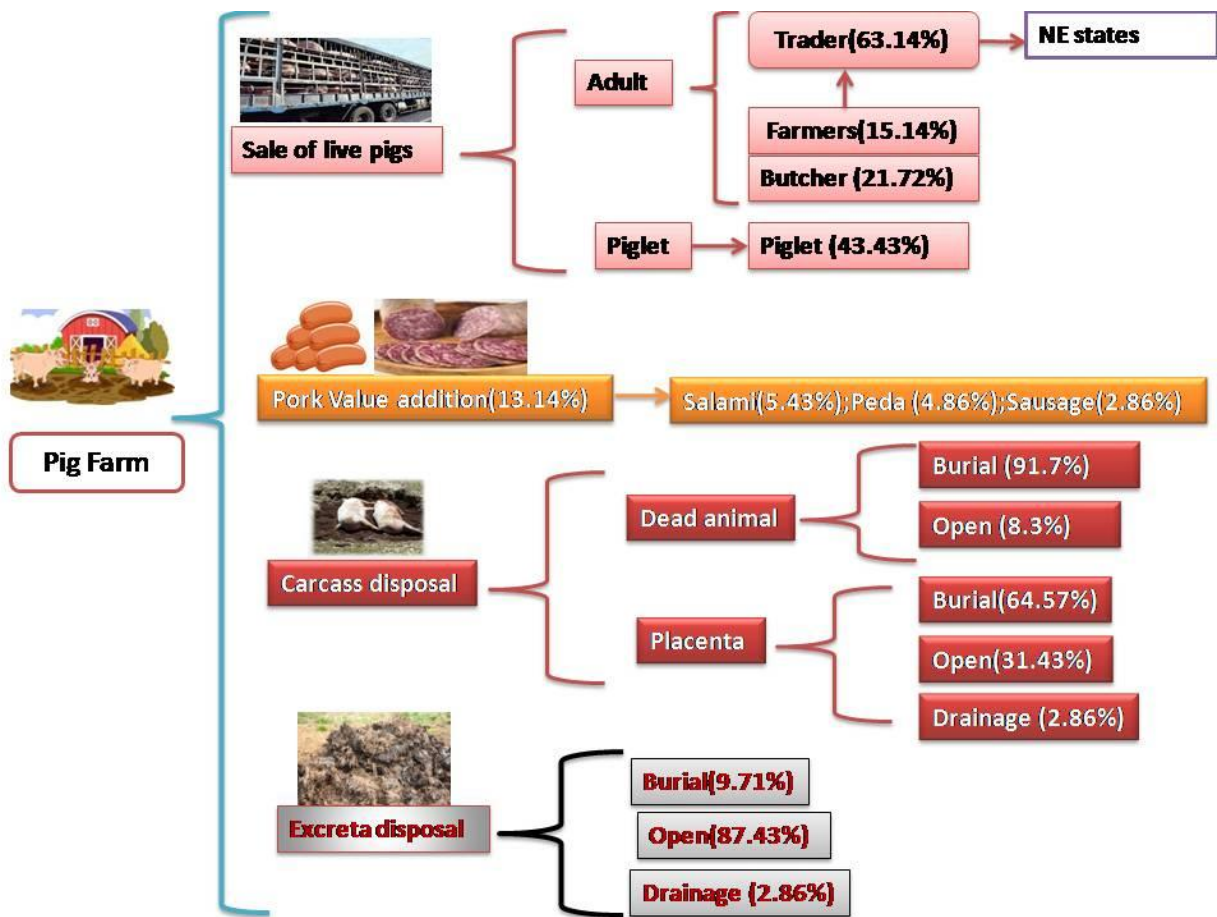 Pig Farm
Sale of live pigs
Adult
Trader(63.14%)
NE states
Farmers(15.14%)
Butcher (21.72%)
Piglet
Piglet (43.43%)
Pork Value addition(13.14%)
Salami(5.43%);Peda (4.86%);Sausage(2.86%)
Carcass disposal
Dead animal
Burial (91.7%)
Open (8.3%)
Placenta
Burial(64.57%)
Open(31.43%)
Drainage (2.86%)
Excreta disposal
Burial(9.71%)
Open(87.43%)
Drainage (2.86%)